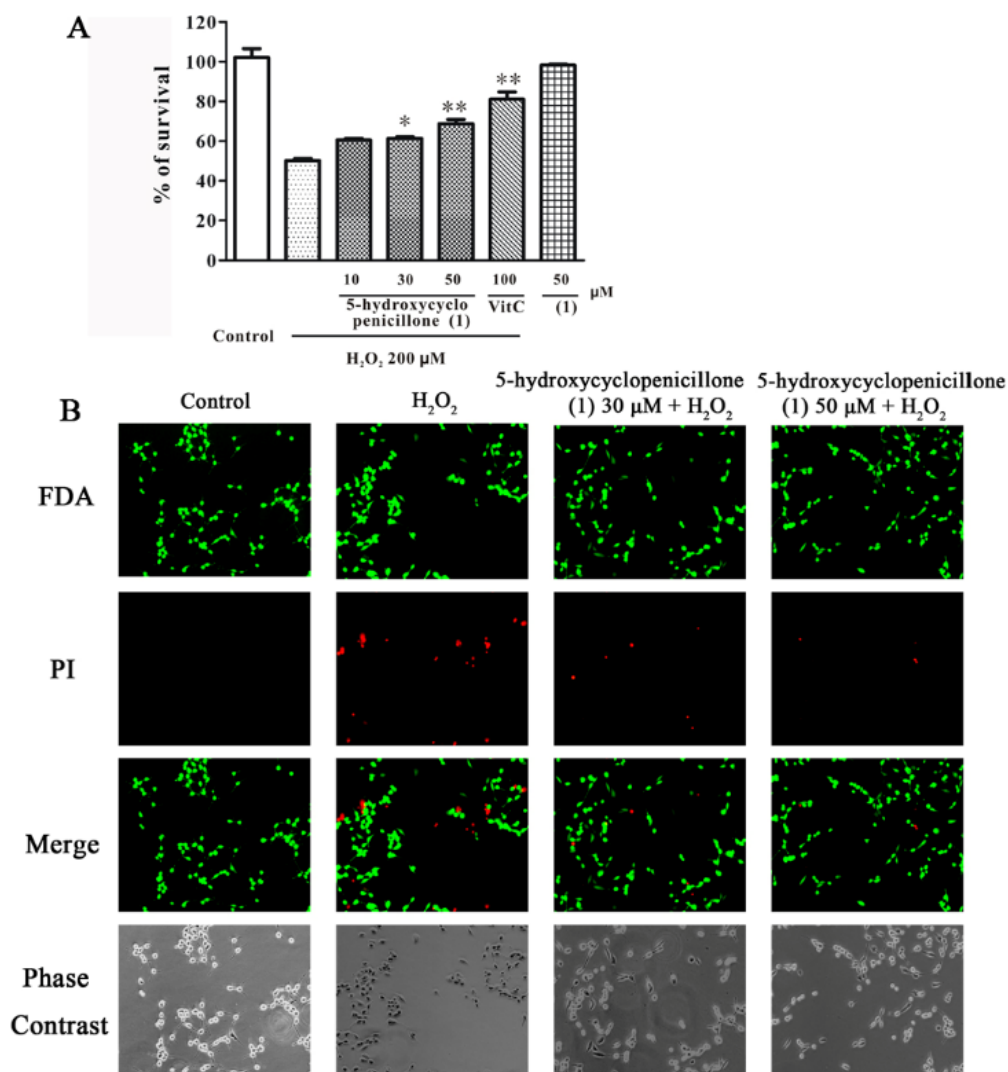 A
120
100
80
60
40
20
0
% of survival
*
**
**
10 30 50 100 50 μM
5-hydroxycyclo VitC (1)
penicillone (1)
Control
H₂O₂ 200 μM
B
Control
H₂O₂
5-hydroxycyclopenicillone
(1) 30 μM + H₂O₂
5-hydroxycyclopenicillone
(1) 50 μM + H₂O₂
FDA
PI
Merge
Phase
Contrast